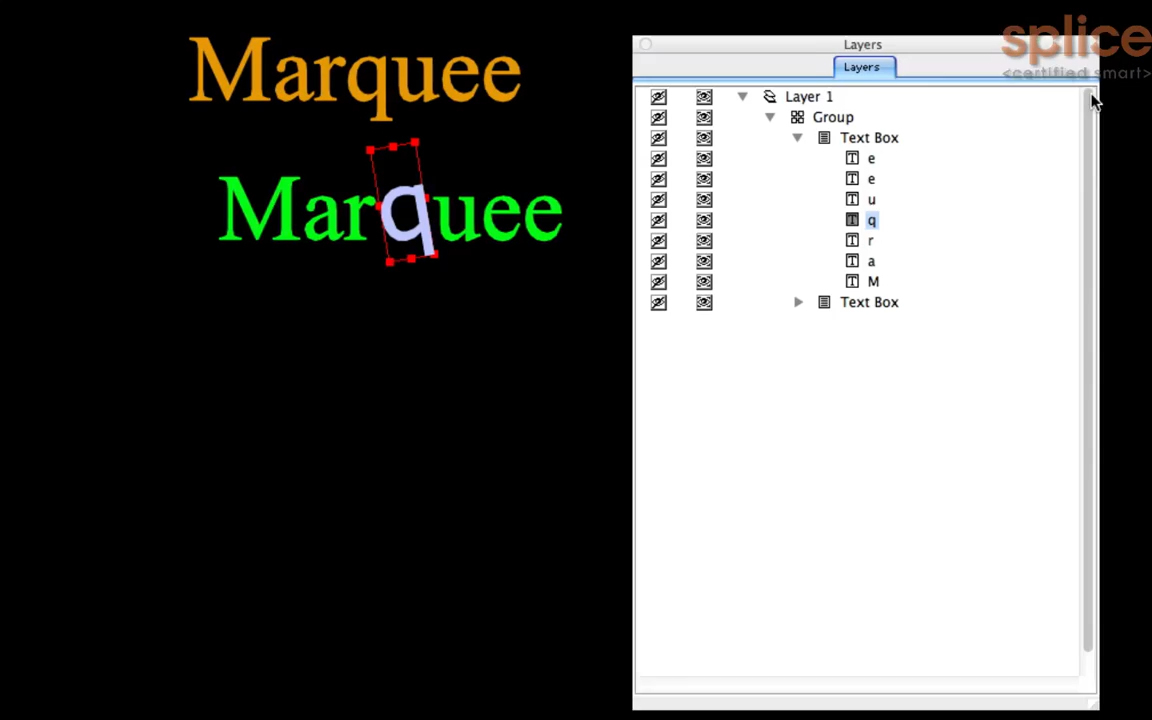 Marquee
Marquee
splice
<certified smart>
Layers
Layers
Layer 1
Group
Text Box
e
e
u
q
r
a
M
Text Box